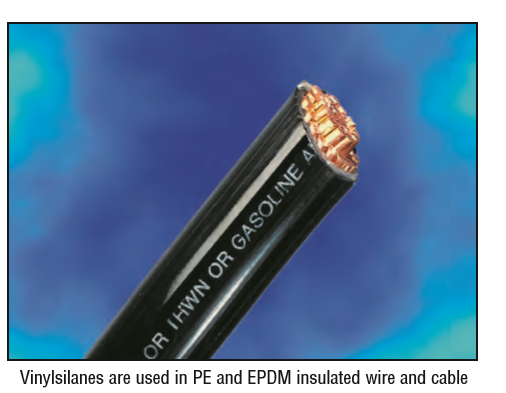 OR THWN OR GASOLINE A
Vinylsilanes are used in PE and EPDM insulated wire and cable